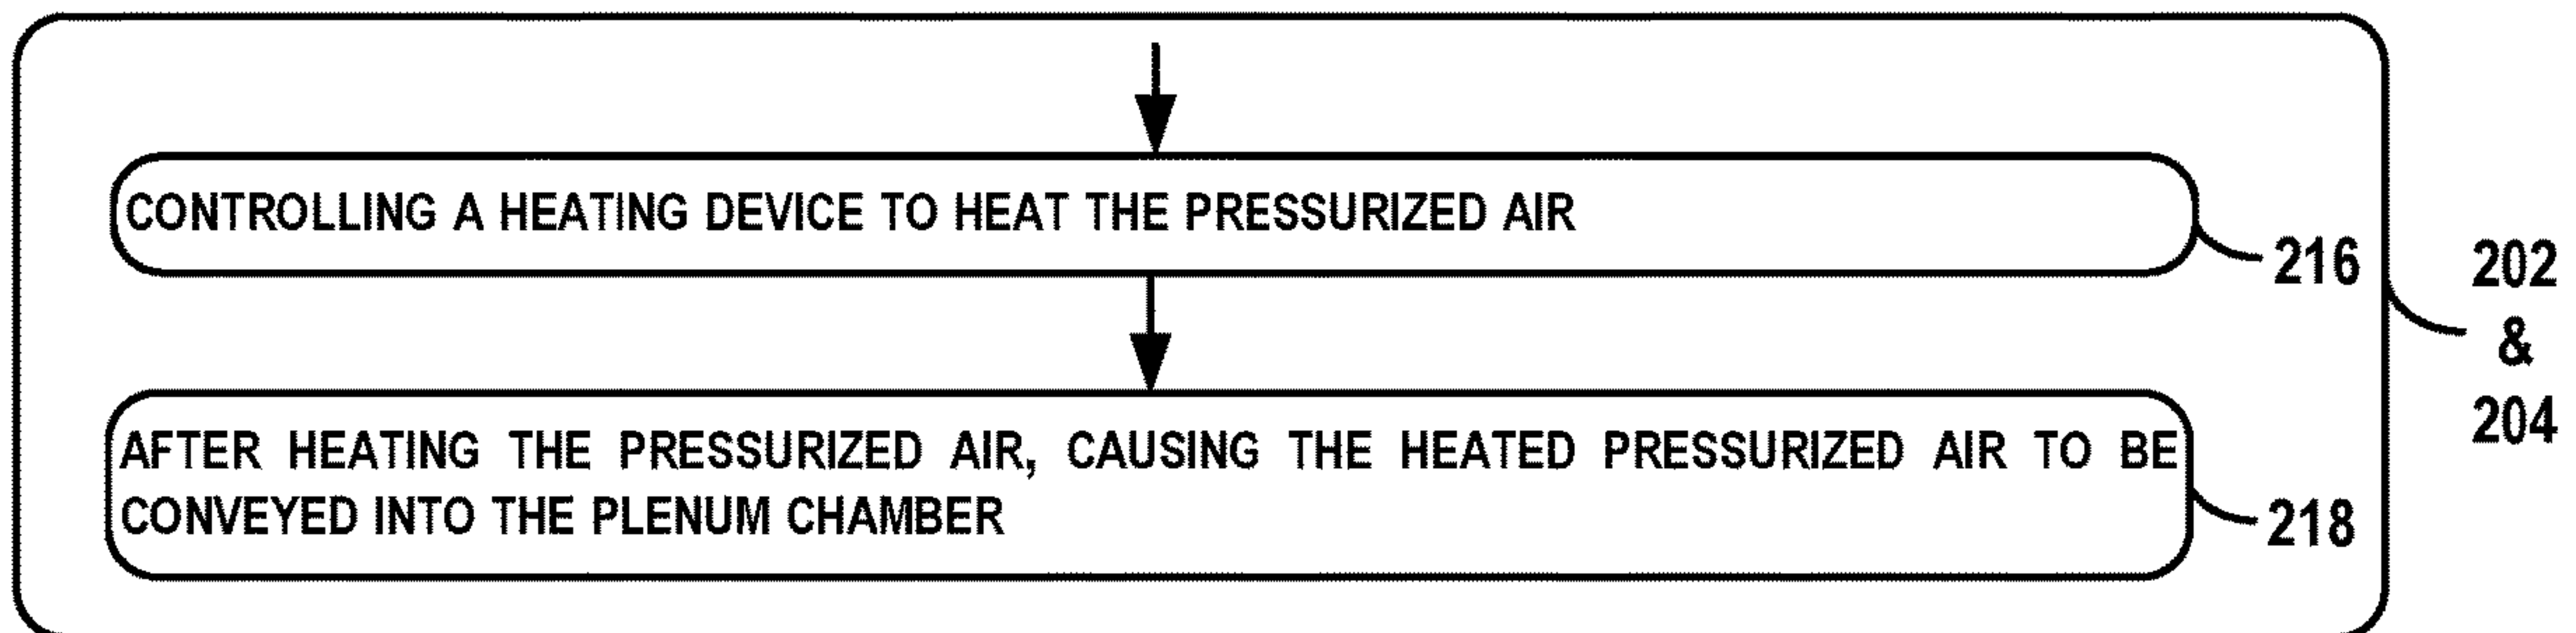 CONTROLLING A HEATING DEVICE TO HEAT THE PRESSURIZED AIR
216
202
&
204
AFTER HEATING THE PRESSURIZED AIR, CAUSING THE HEATED PRESSURIZED AIR TO BE
CONVEYED INTO THE PLENUM CHAMBER
218